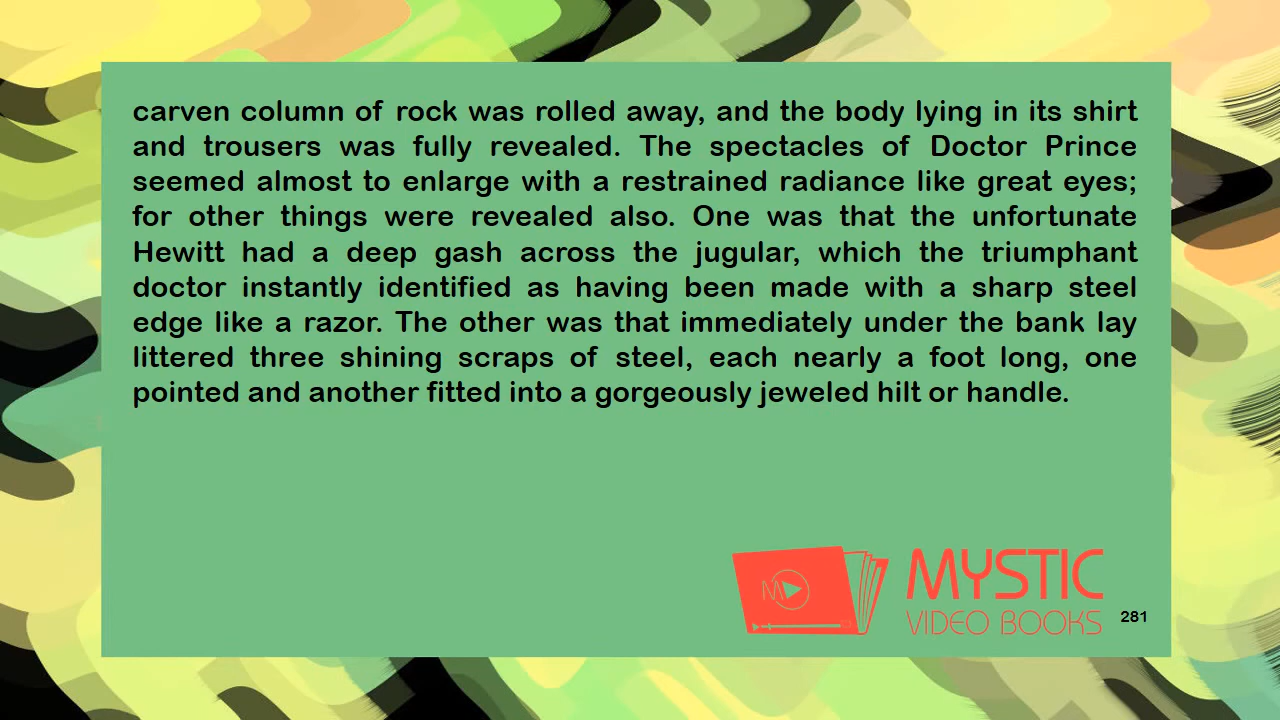 carven column of rock was rolled away, and the body lying in its shirt
and trousers was fully revealed. The spectacles of Doctor Prince
seemed almost to enlarge with a restrained radiance like great eyes;
for other things were revealed also. One was that the unfortunate
Hewitt had a deep gash across the jugular, which the triumphant
doctor instantly identified as having been made with a sharp steel
edge like a razor. The other was that immediately under the bank lay
littered three shining scraps of steel, each nearly a foot long, one
pointed and another fitted into a gorgeously jeweled hilt or handle.
M
MYSTIC
VIDEO BOOKS
281